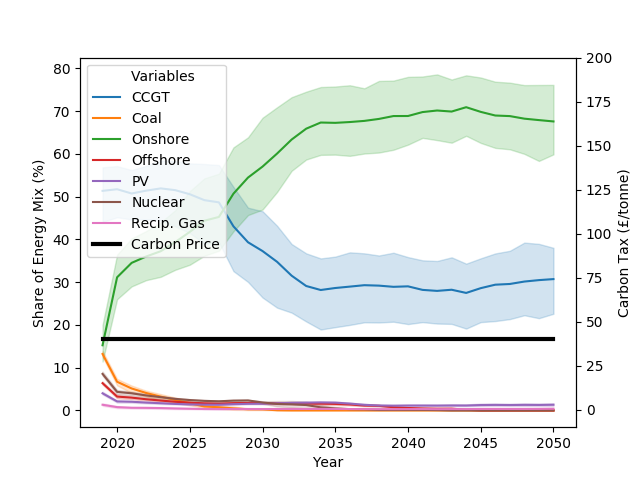 Variables
CCGT
Coal
Onshore
Offshore
PV
Nuclear
Recip. Gas
Carbon Price
Share of Energy Mix (%)
80
70
60
50
40
30
20
10
0
Carbon Tax (£/tonne)
200
175
150
125
100
75
50
25
0
2020 2025 2030 2035 2040 2045 2050
Year